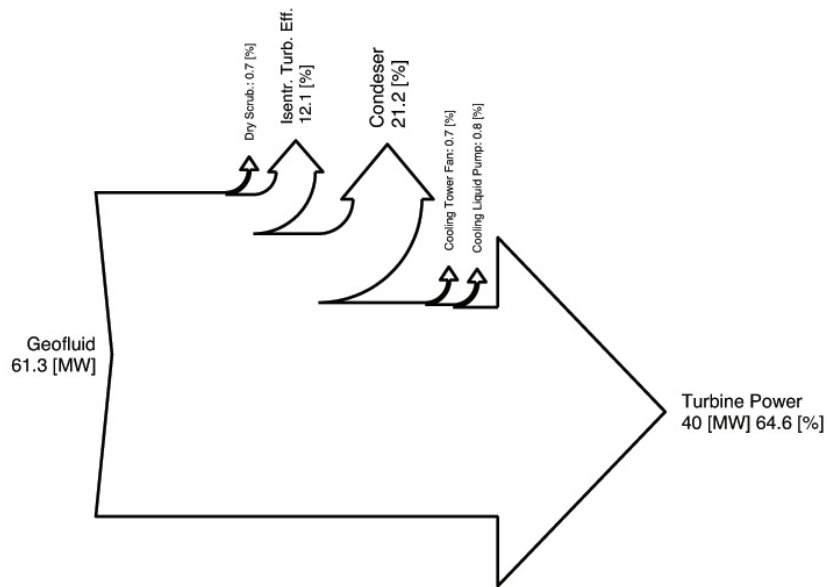 Dry Scrub.: 0.7 [%]
Isentr. Turb. Eff.
12.1 [%]
Condeser
21.2 [%]
Cooling Tower Fan: 0.7 [%]
Cooling Liquid Pump: 0.8 [%]
Geofluid
61.3 [MW]
Turbine Power
40 [MW] 64.6 [%]